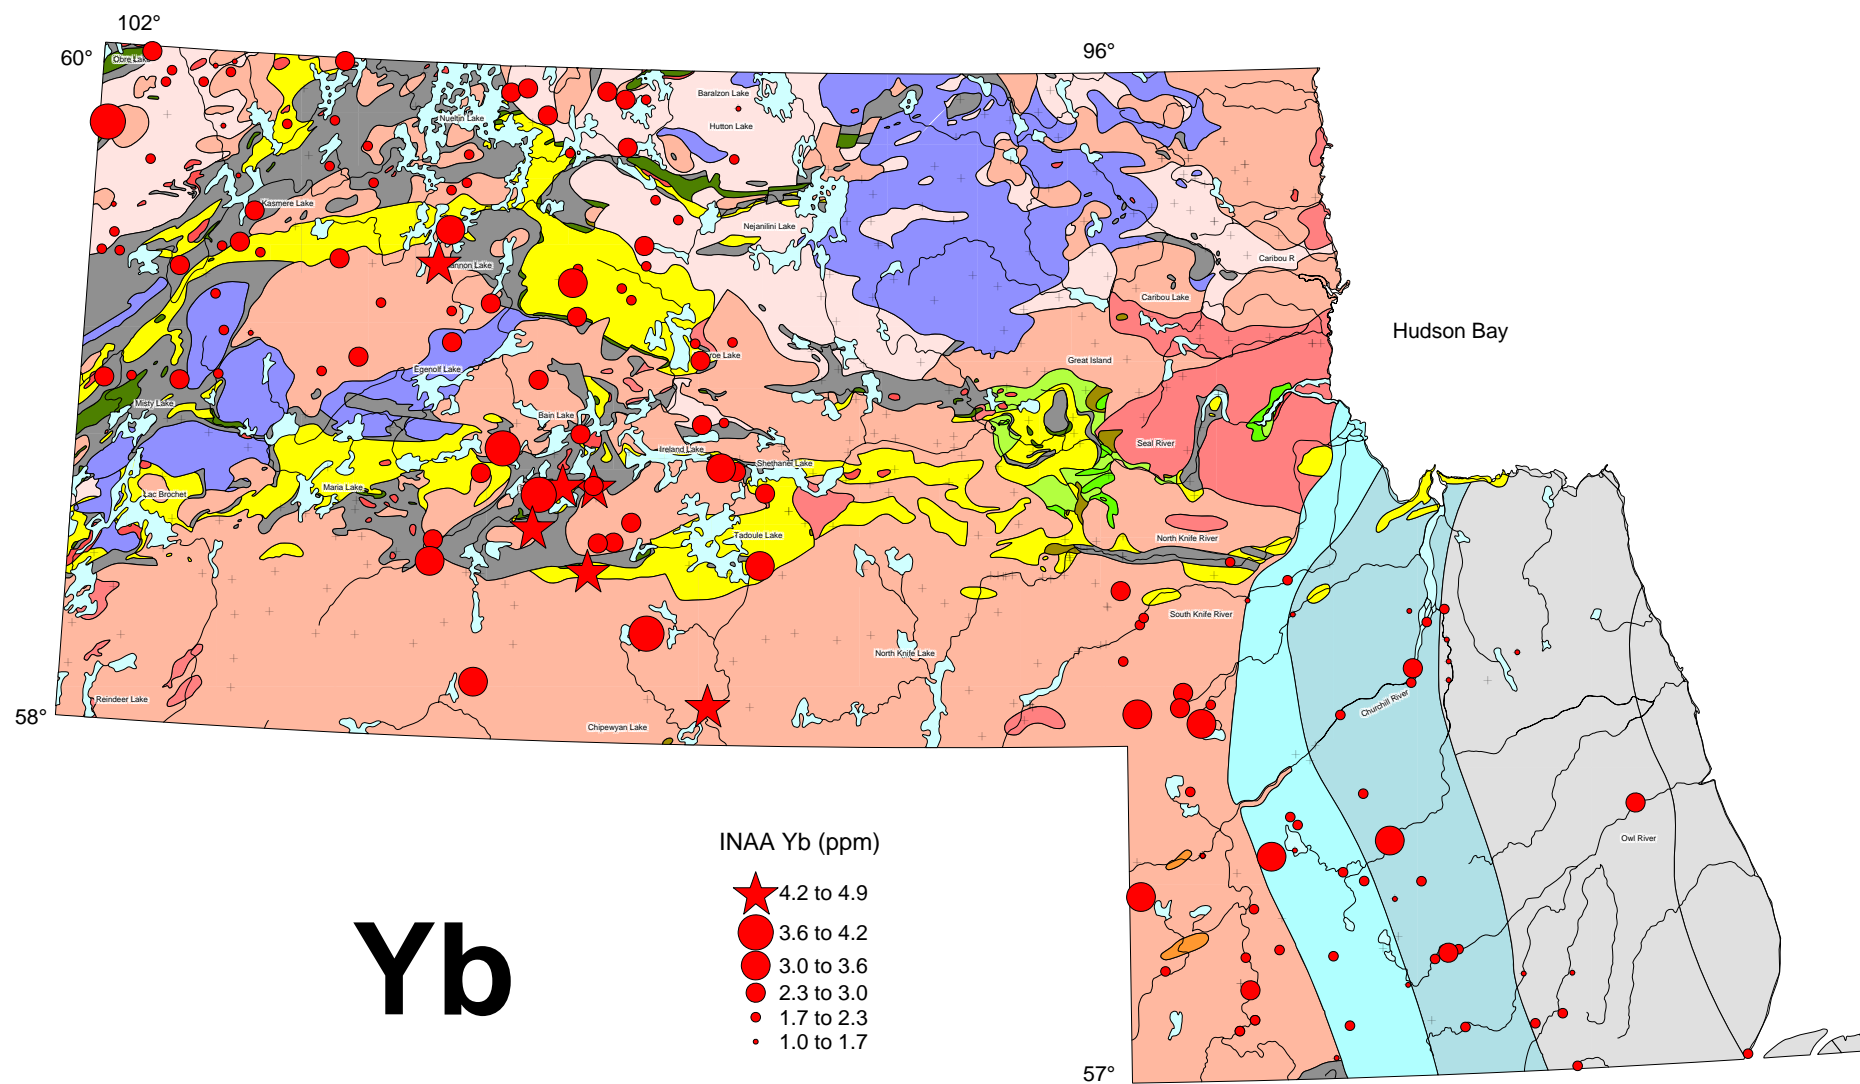 102°
96°
60°
Obre Lake
Baralzon Lake
Nueltin Lake
Hutton Lake
Kasmere Lake
Nejanilini Lake
Caribou R
annon Lake
Caribou Lake
Hudson Bay
roe Lake
Great Island
Egenolf Lake
Misty Lake
Bain Lake
Seal River
Ireland Lake
Shethanei Lake
Maria Lake
Lac Brochet
Tadoule Lake
North Knife River
South Knife River
North Knife Lake
Reindeer Lake
Churchill River
58°
Chipewyan Lake
Owl River
INAA Yb (ppm)
4.2 to 4.9
3.6 to 4.2
3.0 to 3.6
2.3 to 3.0
1.7 to 2.3
1.0 to 1.7
Yb
57°